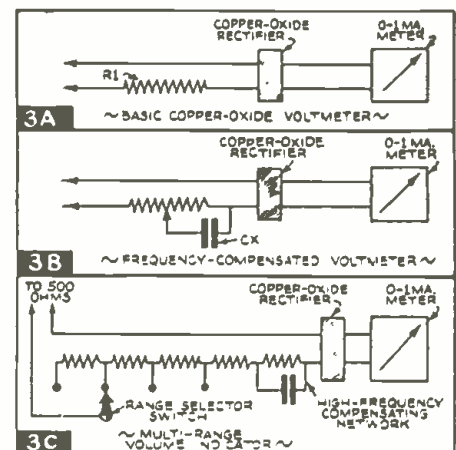 COPPER-OXIDE
RECTIFIER
0-1 MA.
METER
R1
3A
~BASIC COPPER-OXIDE VOLTMETER~
COPPER-OXIDE
RECTIFIER
0-1 MA.
METER
CX
3B
~FREQUENCY-COMPENSATED VOLTMETER~
TO 500
OHMS
COPPER-OXIDE
RECTIFIER
0-1 MA.
METER
RANGE SELECTOR
SWITCH
HIGH-FREQUENCY
COMPENSATING
NETWORK
3C
~MULTI-RANGE
VOLUME INDICATOR~